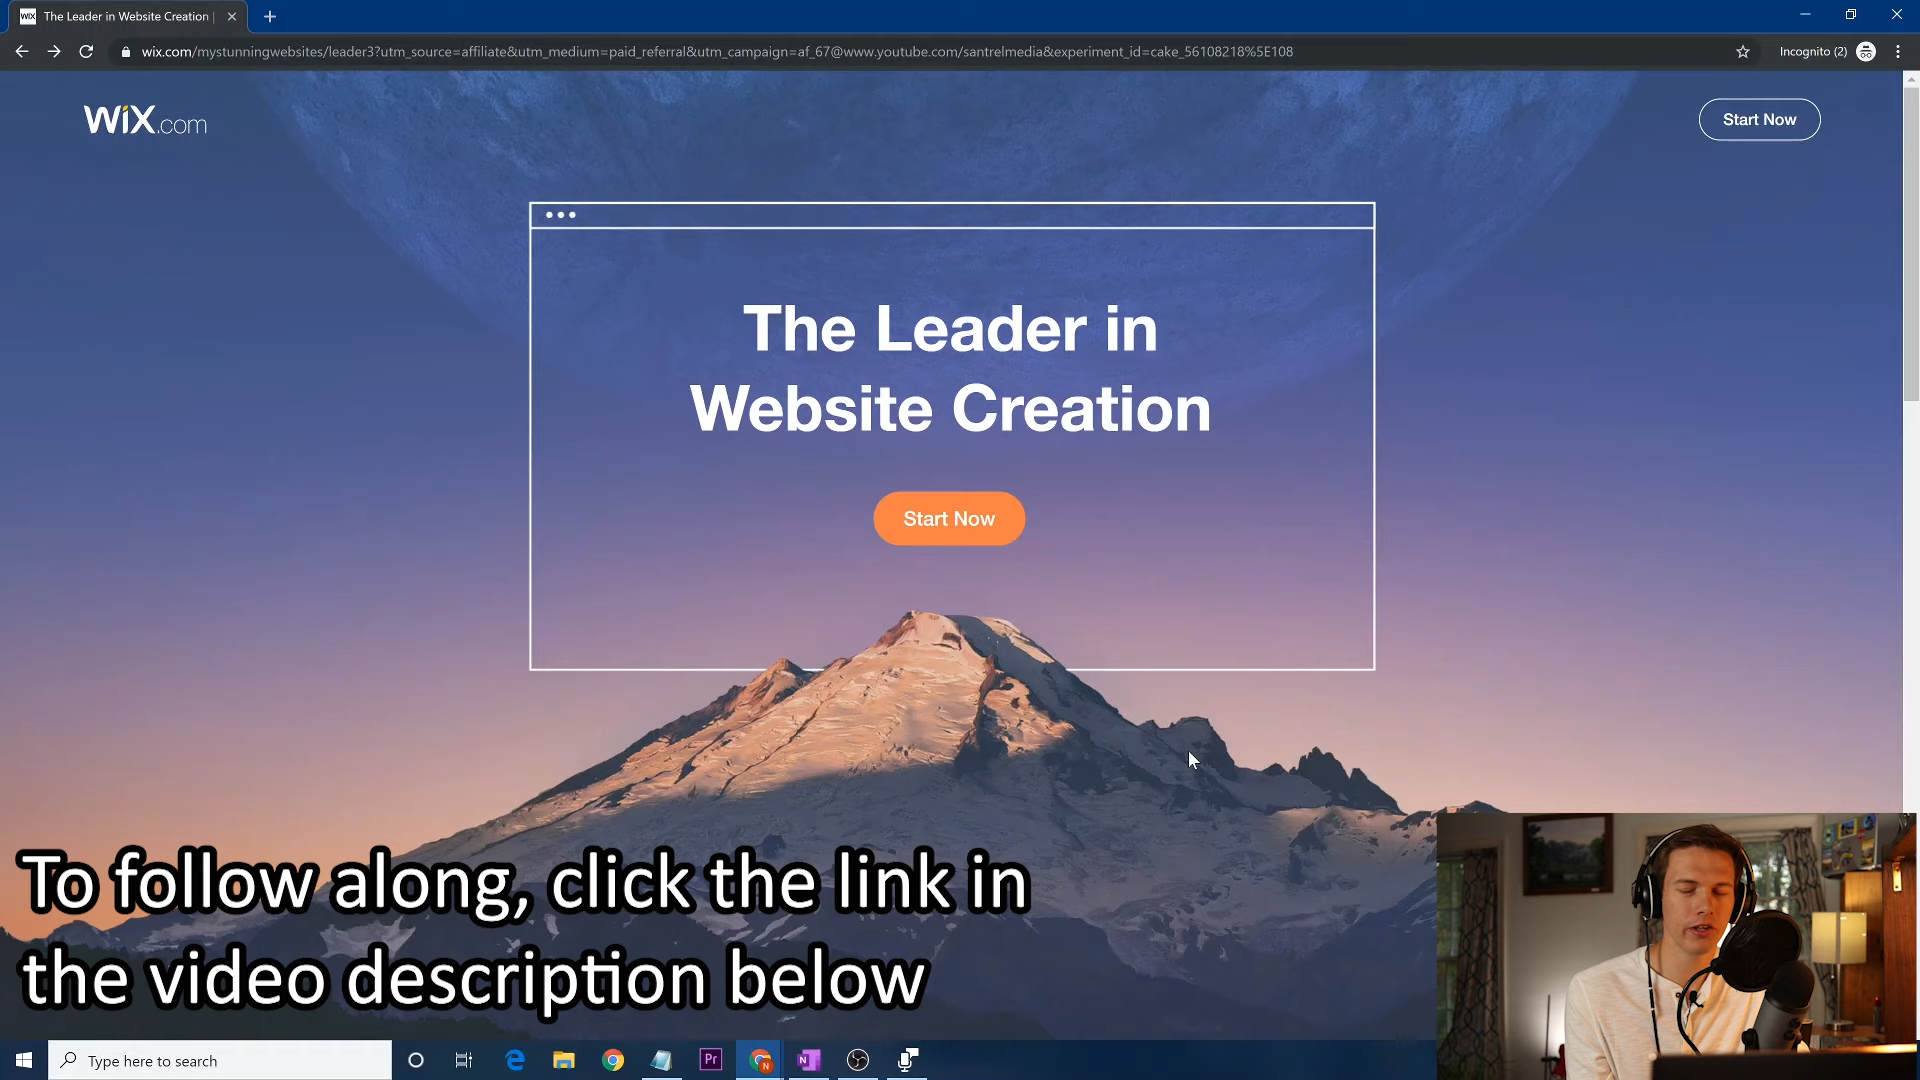 WiX The Leader in Website Creation |
wix.com/mystunningwebsites/leader3?utm_source=affiliate&utm_medium=paid_referral&utm_campaign=af_67@www.youtube.com/santrelmedia&experiment_id=cake_56108218%5E108
Incognito (2)
WiX.com
Start Now
The Leader in
Website Creation
Start Now
To follow along, click the link in
the video description below
Type here to search
Pr
N
N